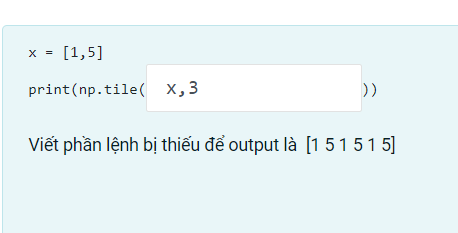 x = [1,5]
print(np.tile( x,3 ))
Viết phần lệnh bị thiếu để output là [1 5 1 5 1 5]